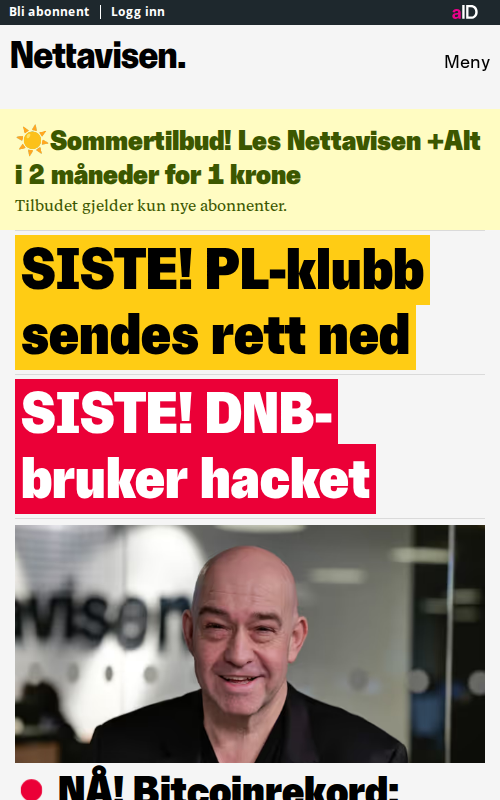 Bli abonnent | Logg inn
aID
Nettavisen.
Meny
☀️Sommertilbud! Les Nettavisen +Alt
i 2 måneder for 1 krone
Tilbudet gjelder kun nye abonnenter.
SISTE! PL-klubb
sendes rett ned
SISTE! DNB-
bruker hacket
avisen
NÅ! Bitcoinrekord: